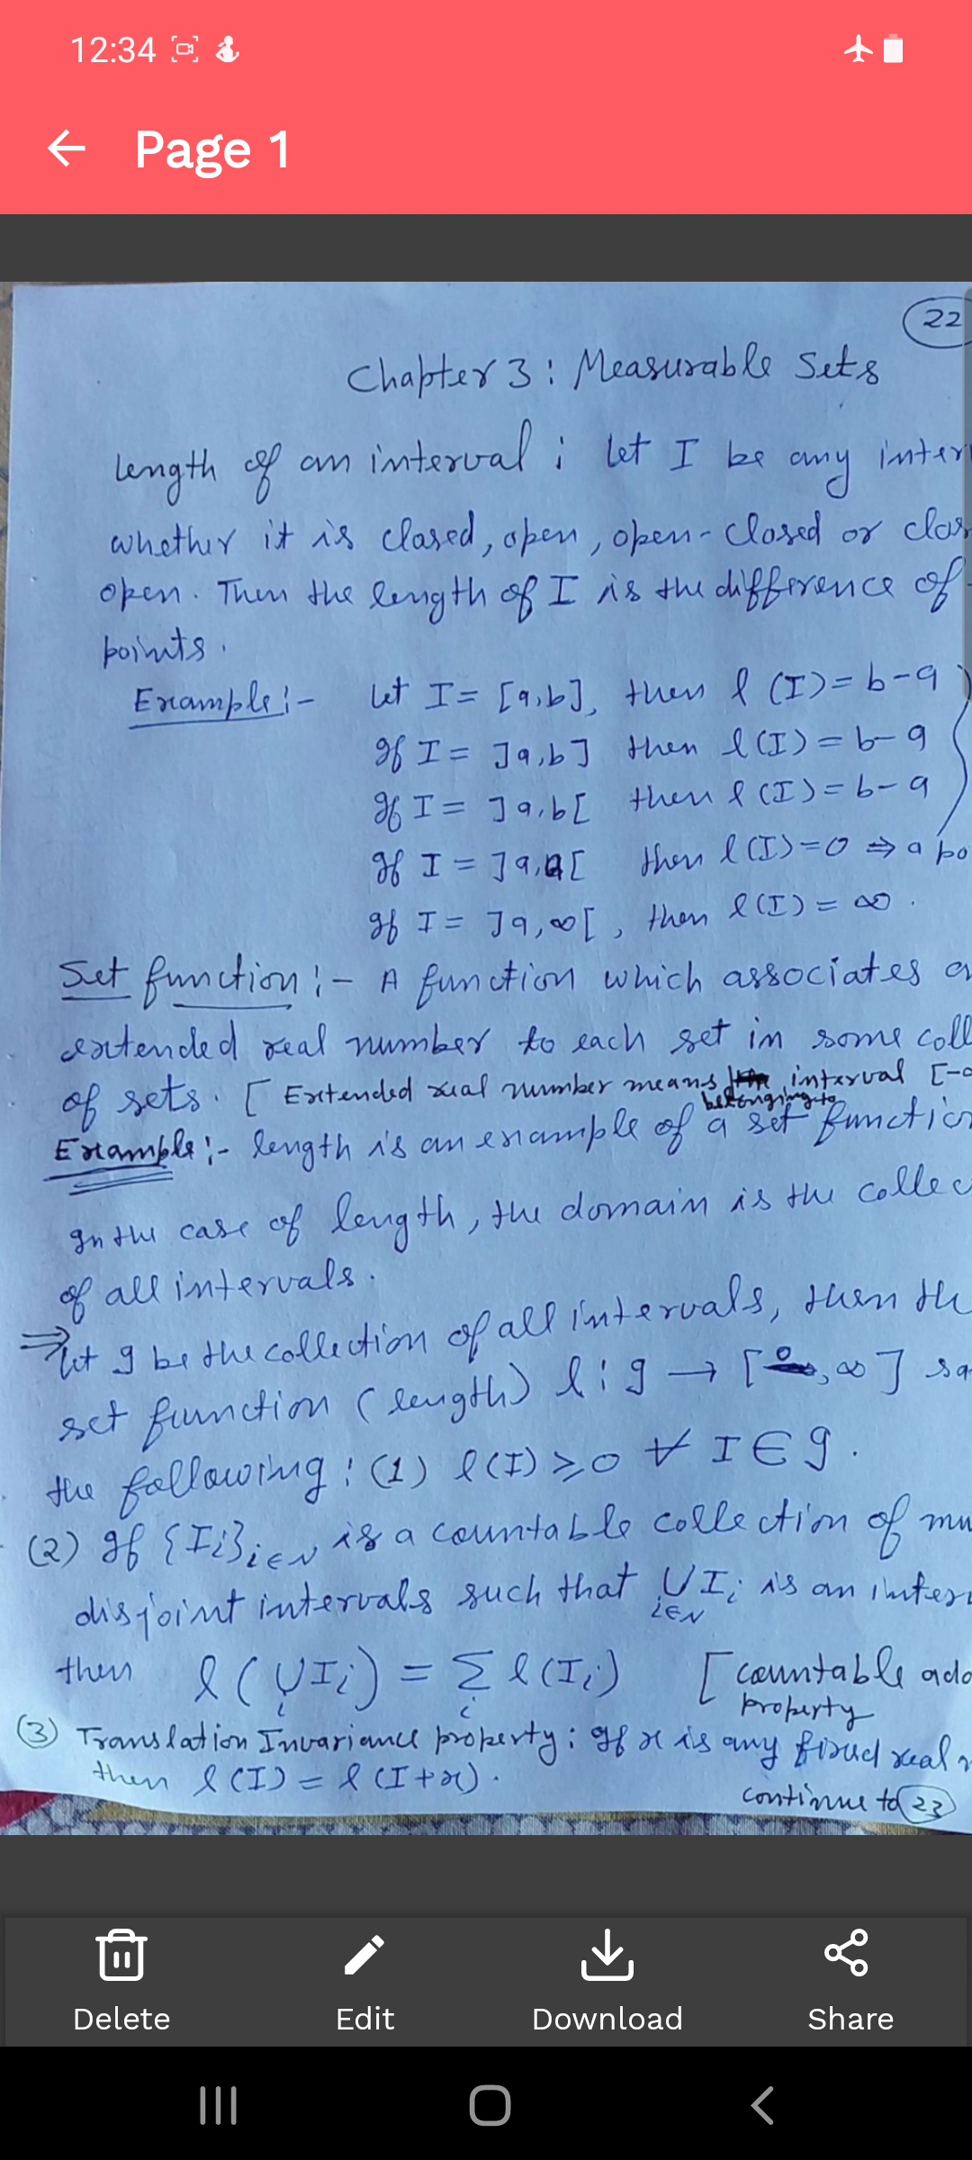 12:34
Page 1
22
Chapter 3: Measurable Sets
Length of an interval : Let I be any inter
whether it is closed, open, open-closed or clos
open. Then the length of I is the difference of
points.
Example:- Let I = [a,b], then l(I) = b-a
If I = ]a,b] then l(I) = b-a
If I = ]a,b[ then l(I) = b-a
If I = ]a,a[ then l(I)=0 ⇒ a po
If I = ]a,∞[, then l(I) = ∞.
Set function:- A function which associates an
extended real number to each set in some coll
of sets. [Extended real number means belonging to interval [-∞
Example:- length is an example of a set function
In the case of length, the domain is the collec
of all intervals.
⇒ Let g be the collection of all intervals, then th
set function (length) l : g → [0, ∞] sa
the following: (1) l(I) ≥ 0 ∀ I ∈ g.
(2) If {Ii}i∈N is a countable collection of mu
disjoint intervals such that ∪ Ii is an inter
i∈N
then l(∪Ii) = Σ l(Ii) [countable add
i i property
(3) Translation Invariance property: If x is any fixed real n
then l(I) = l(I+x).
continue to 23
Delete Edit Download Share